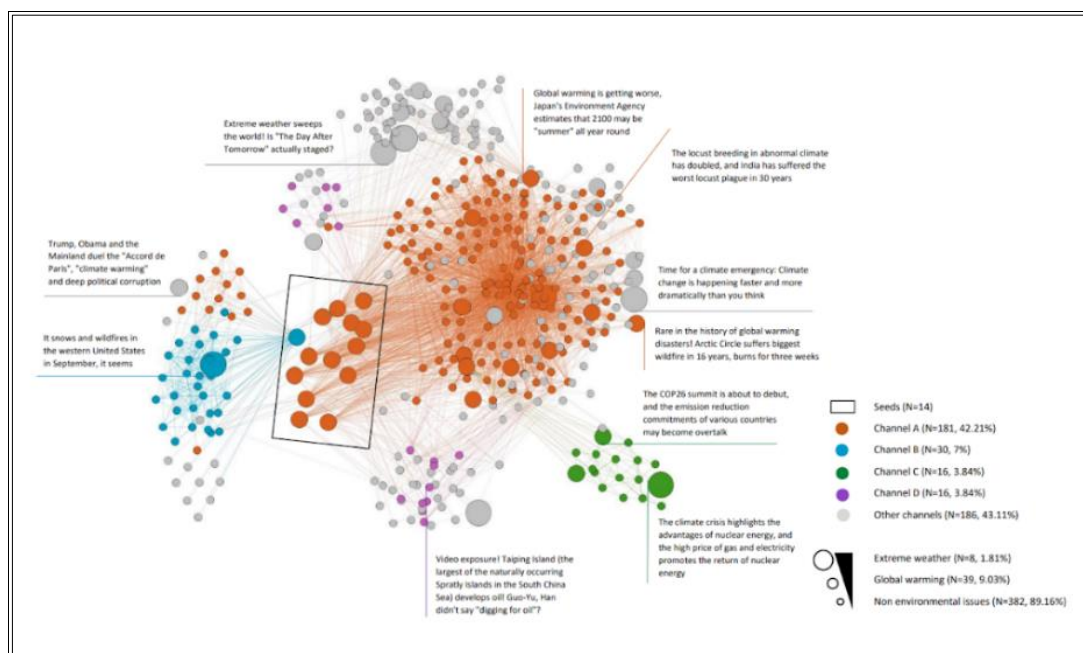 Global warming is getting worse,
Japan's Environment Agency
estimates that 2100 may be
"summer" all year round
Extreme weather sweeps
the world! Is "The Day After
Tomorrow" actually staged?
The locust breeding in abnormal climate
has doubled, and India has suffered the
worst locust plague in 30 years
Trump, Obama and the
Mainland duel the "Accord de
Paris", "climate warming"
and deep political corruption
Time for a climate emergency: Climate
change is happening faster and more
dramatically than you think
It snows and wildfires in
the western United States
in September, it seems
Rare in the history of global warming
disasters! Arctic Circle suffers biggest
wildfire in 16 years, burns for three weeks
The COP26 summit is about to debut,
and the emission reduction
commitments of various countries
may become overtalk
The climate crisis highlights the
advantages of nuclear energy, and
the high price of gas and electricity
promotes the return of nuclear
energy
Video exposure! Taiping Island (the
largest of the naturally occurring
Spratly Islands in the South China
Sea) develops oil! Guo-Yu, Han
didn't say "digging for oil"?
Seeds (N=14)
Channel A (N=181, 42.21%)
Channel B (N=30, 7%)
Channel C (N=16, 3.84%)
Channel D (N=16, 3.84%)
Other channels (N=186, 43.11%)
Extreme weather (N=8, 1.81%)
Global warming (N=39, 9.03%)
Non environmental issues (N=382, 89.16%)